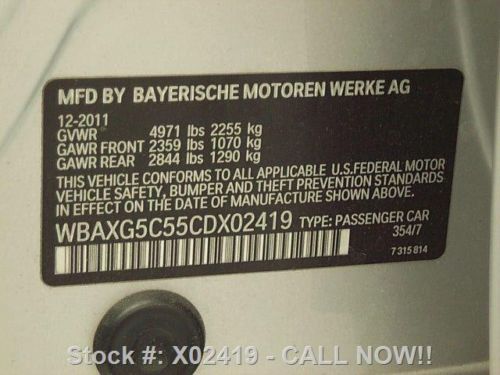 MFD BY BAYERISCHE MOTOREN WERKE AG
12-2011
GVWR 4971 lbs 2255 kg
GAWR FRONT 2359 lbs 1070 kg
GAWR REAR 2844 lbs 1290 kg
THIS VEHICLE CONFORMS TO ALL APPLICABLE U.S.FEDERAL MOTOR
VEHICLE SAFETY, BUMPER AND THEFT PREVENTION STANDARDS
IN EFFECT ON THE DATE OF MANUFACTURE SHOWN ABOVE.
WBAXG5C55CDX02419 TYPE: PASSENGER CAR
354/7
7 315 814
Stock #: X02419 - CALL NOW!!